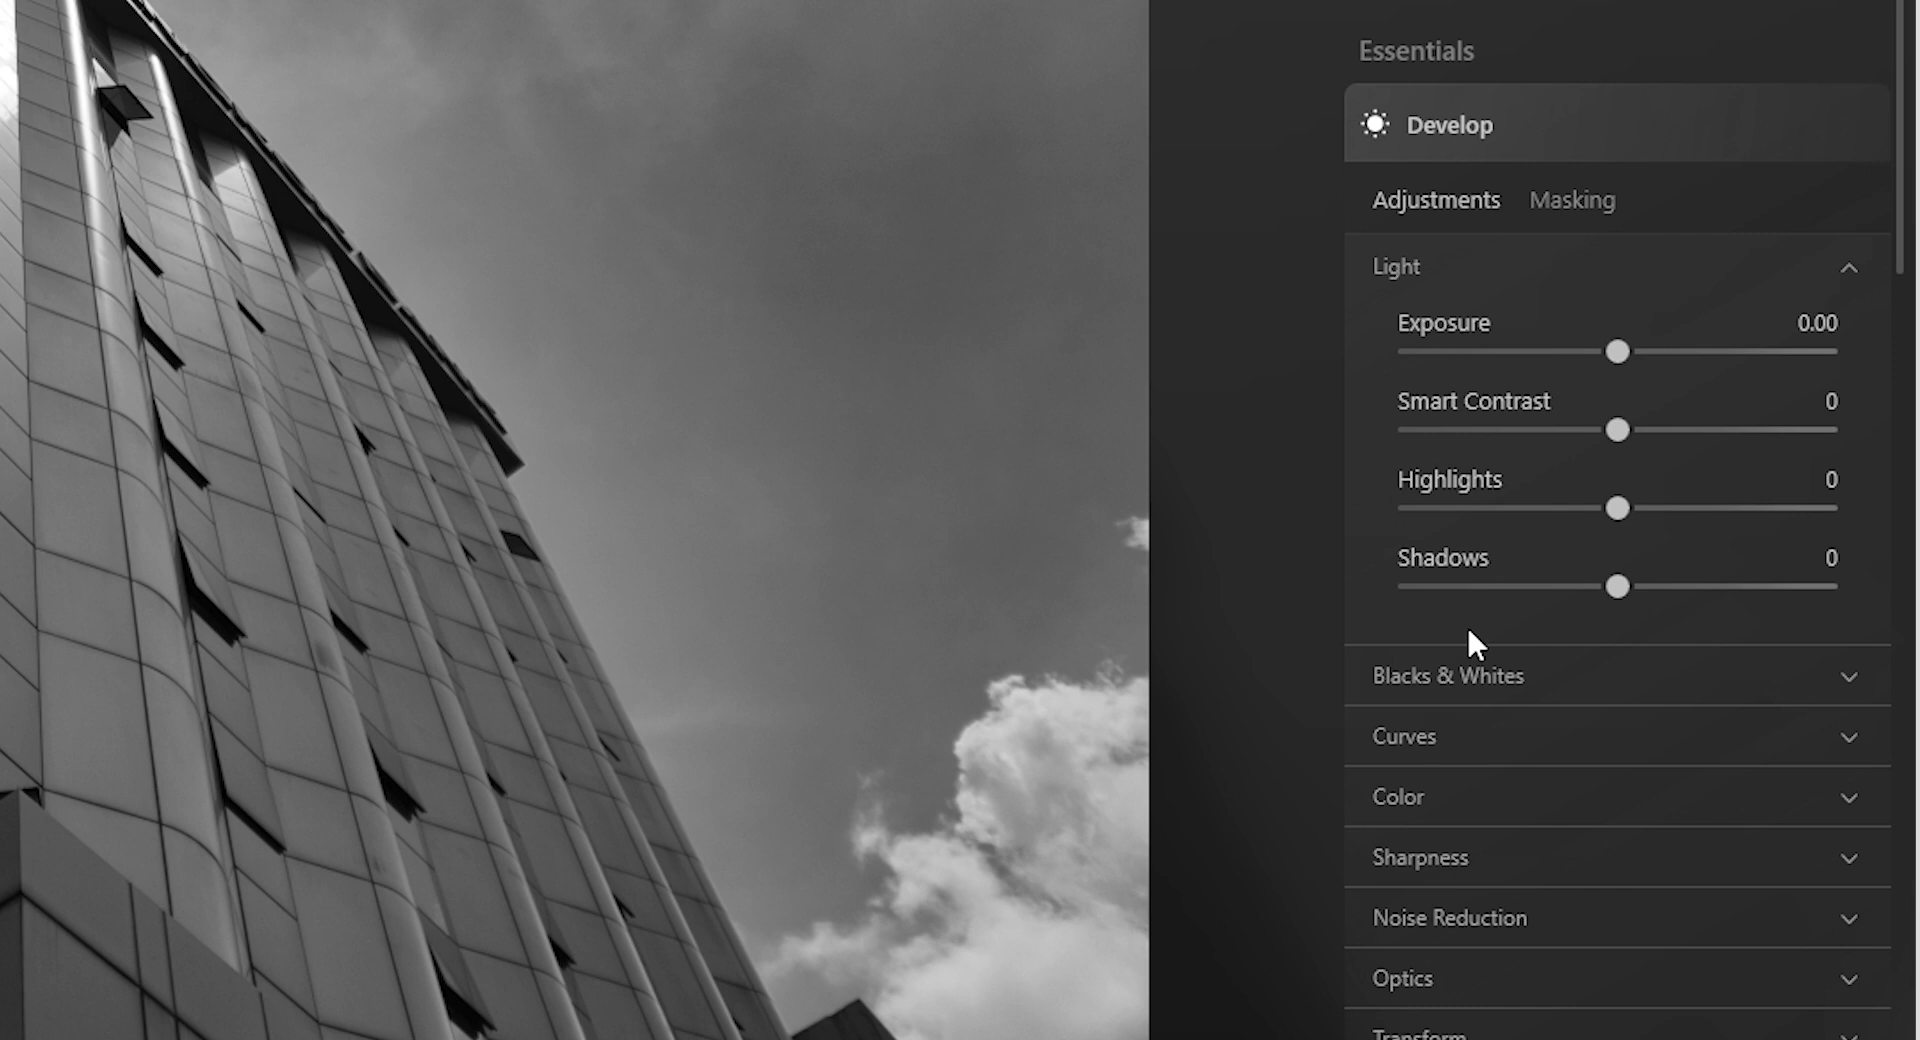 Essentials
Develop
Adjustments Masking
Light
Exposure 0.00
Smart Contrast 0
Highlights 0
Shadows 0
Blacks & Whites
Curves
Color
Sharpness
Noise Reduction
Optics
Transform